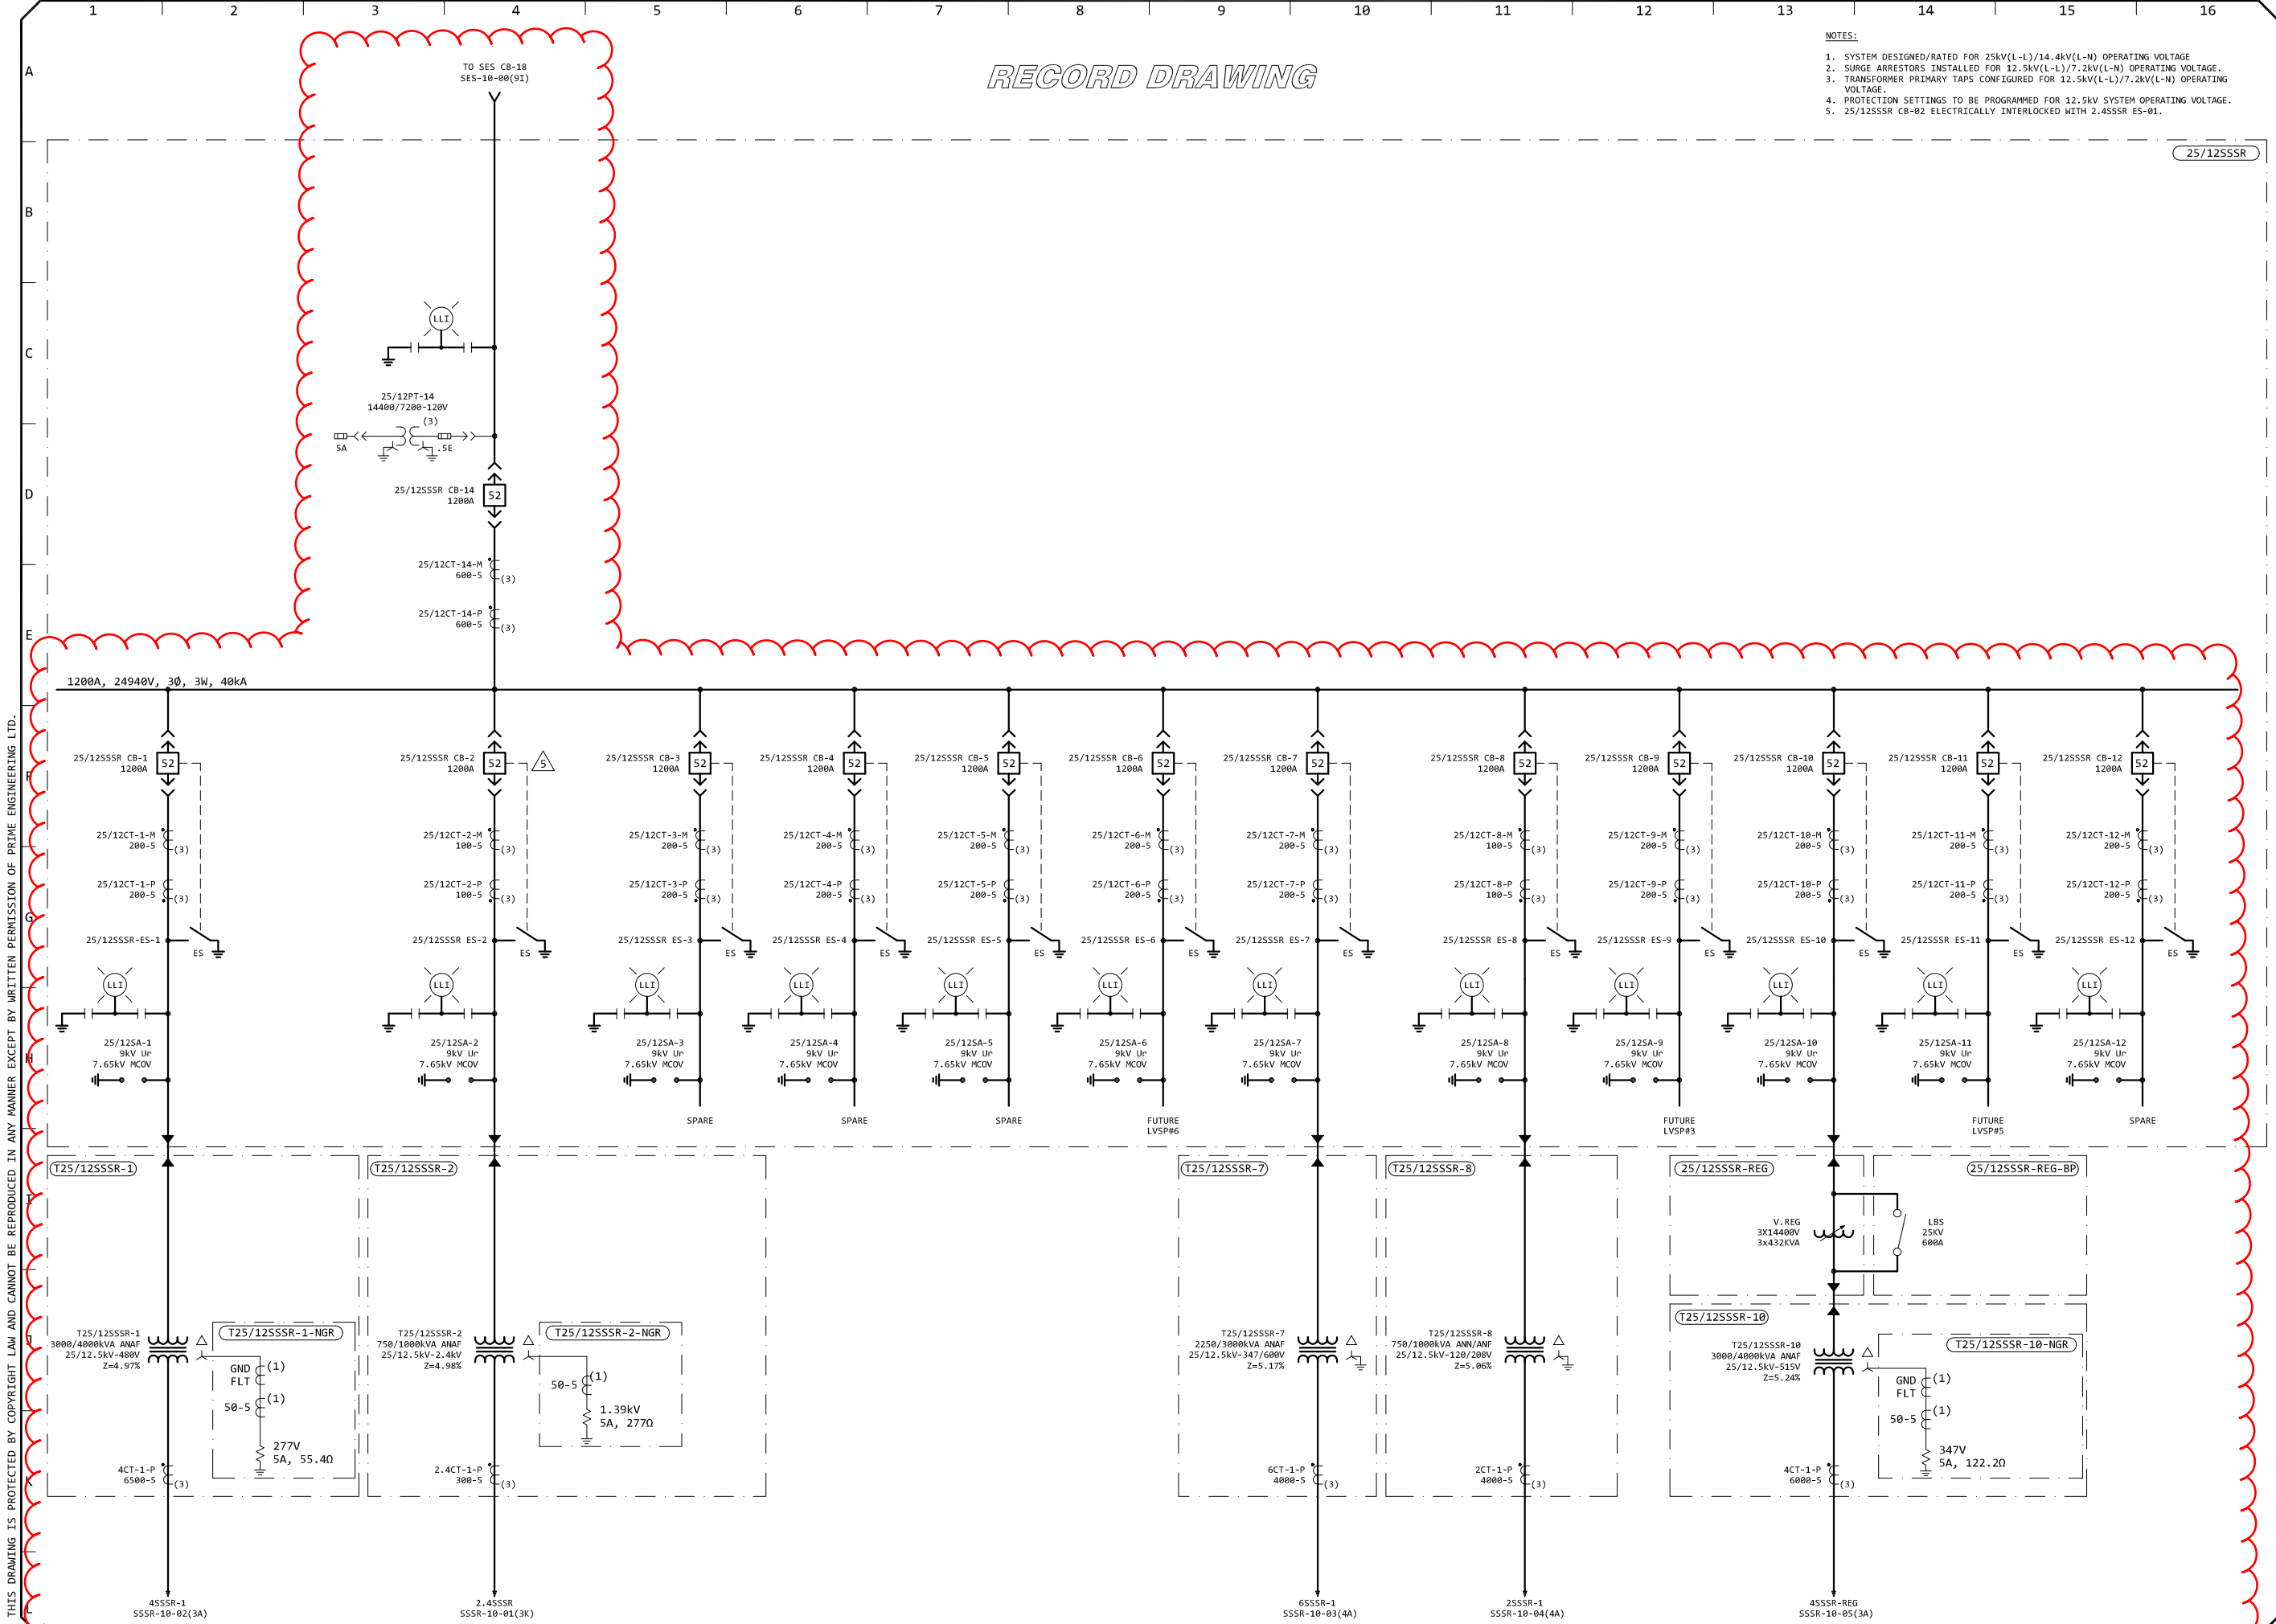 1 2 3 4 5 6 7 8 9 10 11 12 13 14 15 16
A
B
C
D
E
F
G
H
I
J
K
L
THIS DRAWING IS PROTECTED BY COPYRIGHT LAW AND CANNOT BE REPRODUCED IN ANY MANNER EXCEPT BY WRITTEN PERMISSION OF PRIME ENGINEERING LTD.
RECORD DRAWING
NOTES:
1. SYSTEM DESIGNED/RATED FOR 25kV(L-L)/14.4kV(L-N) OPERATING VOLTAGE
2. SURGE ARRESTORS INSTALLED FOR 12.5kV(L-L)/7.2kV(L-N) OPERATING VOLTAGE.
3. TRANSFORMER PRIMARY TAPS CONFIGURED FOR 12.5kV(L-L)/7.2kV(L-N) OPERATING
VOLTAGE.
4. PROTECTION SETTINGS TO BE PROGRAMMED FOR 12.5kV SYSTEM OPERATING VOLTAGE.
5. 25/12SSSR CB-02 ELECTRICALLY INTERLOCKED WITH 2.4SSSR ES-01.
25/12SSSR
TO SES CB-18
SES-10-00(9I)
LLI
25/12PT-14
14400/7200-120V
(3)
5A
.5E
25/12SSSR CB-14
1200A
52
25/12CT-14-M
600-5
(3)
25/12CT-14-P
600-5
(3)
1200A, 24940V, 3Ø, 3W, 40kA
25/12SSSR CB-1
1200A
52
25/12CT-1-M
200-5
(3)
25/12CT-1-P
200-5
(3)
25/12SSSR-ES-1
ES
LLI
25/12SA-1
9kV Ur
7.65kV MCOV
25/12SSSR CB-2
1200A
52
5
25/12CT-2-M
100-5
(3)
25/12CT-2-P
100-5
(3)
25/12SSSR ES-2
ES
LLI
25/12SA-2
9kV Ur
7.65kV MCOV
25/12SSSR CB-3
1200A
52
25/12CT-3-M
200-5
(3)
25/12CT-3-P
200-5
(3)
25/12SSSR ES-3
ES
LLI
25/12SA-3
9kV Ur
7.65kV MCOV
SPARE
25/12SSSR CB-4
1200A
52
25/12CT-4-M
200-5
(3)
25/12CT-4-P
200-5
(3)
25/12SSSR ES-4
ES
LLI
25/12SA-4
9kV Ur
7.65kV MCOV
SPARE
25/12SSSR CB-5
1200A
52
25/12CT-5-M
200-5
(3)
25/12CT-5-P
200-5
(3)
25/12SSSR ES-5
ES
LLI
25/12SA-5
9kV Ur
7.65kV MCOV
SPARE
25/12SSSR CB-6
1200A
52
25/12CT-6-M
200-5
(3)
25/12CT-6-P
200-5
(3)
25/12SSSR ES-6
ES
LLI
25/12SA-6
9kV Ur
7.65kV MCOV
FUTURE
LVSP#6
25/12SSSR CB-7
1200A
52
25/12CT-7-M
200-5
(3)
25/12CT-7-P
200-5
(3)
25/12SSSR ES-7
ES
LLI
25/12SA-7
9kV Ur
7.65kV MCOV
25/12SSSR CB-8
1200A
52
25/12CT-8-M
100-5
(3)
25/12CT-8-P
100-5
(3)
25/12SSSR ES-8
ES
LLI
25/12SA-8
9kV Ur
7.65kV MCOV
25/12SSSR CB-9
1200A
52
25/12CT-9-M
200-5
(3)
25/12CT-9-P
200-5
(3)
25/12SSSR ES-9
ES
LLI
25/12SA-9
9kV Ur
7.65kV MCOV
FUTURE
LVSP#3
25/12SSSR CB-10
1200A
52
25/12CT-10-M
200-5
(3)
25/12CT-10-P
200-5
(3)
25/12SSSR ES-10
ES
LLI
25/12SA-10
9kV Ur
7.65kV MCOV
25/12SSSR CB-11
1200A
52
25/12CT-11-M
200-5
(3)
25/12CT-11-P
200-5
(3)
25/12SSSR ES-11
ES
LLI
25/12SA-11
9kV Ur
7.65kV MCOV
FUTURE
LVSP#5
25/12SSSR CB-12
1200A
52
25/12CT-12-M
200-5
(3)
25/12CT-12-P
200-5
(3)
25/12SSSR ES-12
ES
LLI
25/12SA-12
9kV Ur
7.65kV MCOV
SPARE
T25/12SSSR-1
T25/12SSSR-1
3000/4000kVA ANAF
25/12.5kV-480V
Z=4.97%
T25/12SSSR-1-NGR
GND
FLT
(1)
50-5
(1)
277V
5A, 55.4Ω
4CT-1-P
6500-5
(3)
4SSSR-1
SSSR-10-02(3A)
T25/12SSSR-2
T25/12SSSR-2
750/1000kVA ANAF
25/12.5kV-2.4kV
Z=4.98%
T25/12SSSR-2-NGR
50-5
(1)
1.39kV
5A, 277Ω
2.4CT-1-P
300-5
(3)
2.4SSSR
SSSR-10-01(3K)
T25/12SSSR-7
T25/12SSSR-7
2250/3000kVA ANAF
25/12.5kV-347/600V
Z=5.17%
6CT-1-P
4000-5
(3)
6SSSR-1
SSSR-10-03(4A)
T25/12SSSR-8
T25/12SSSR-8
750/1000kVA ANN/ANF
25/12.5kV-120/208V
Z=5.06%
2CT-1-P
4000-5
(3)
2SSSR-1
SSSR-10-04(4A)
25/12SSSR-REG
V.REG
3X14400V
3x432KVA
25/12SSSR-REG-BP
LBS
25KV
600A
T25/12SSSR-10
T25/12SSSR-10
3000/4000kVA ANAF
25/12.5kV-515V
Z=5.24%
T25/12SSSR-10-NGR
GND
FLT
(1)
50-5
(1)
347V
5A, 122.2Ω
4CT-1-P
6000-5
(3)
4SSSR-REG
SSSR-10-05(3A)